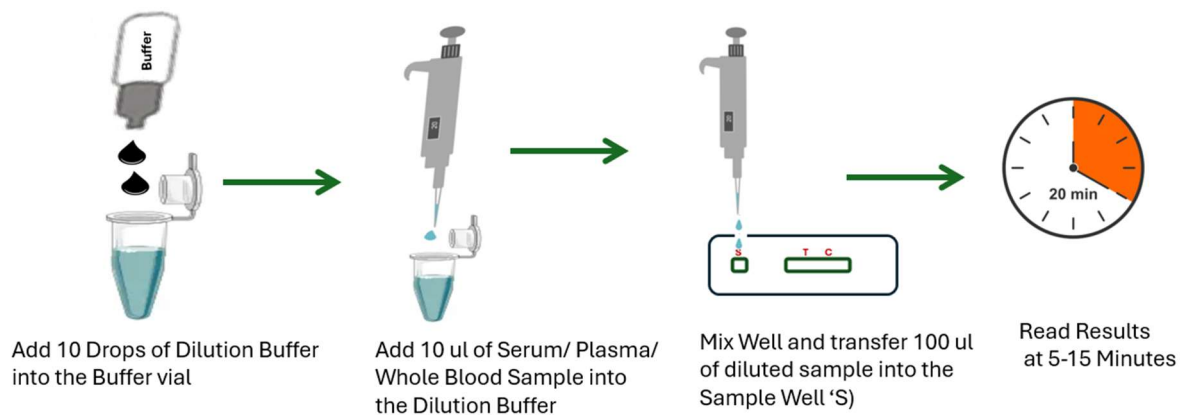 Buffer
20
20
S
T C
20 min
Add 10 Drops of Dilution Buffer
into the Buffer vial
Add 10 ul of Serum/ Plasma/
Whole Blood Sample into
the Dilution Buffer
Mix Well and transfer 100 ul
of diluted sample into the
Sample Well ‘S)
Read Results
at 5-15 Minutes